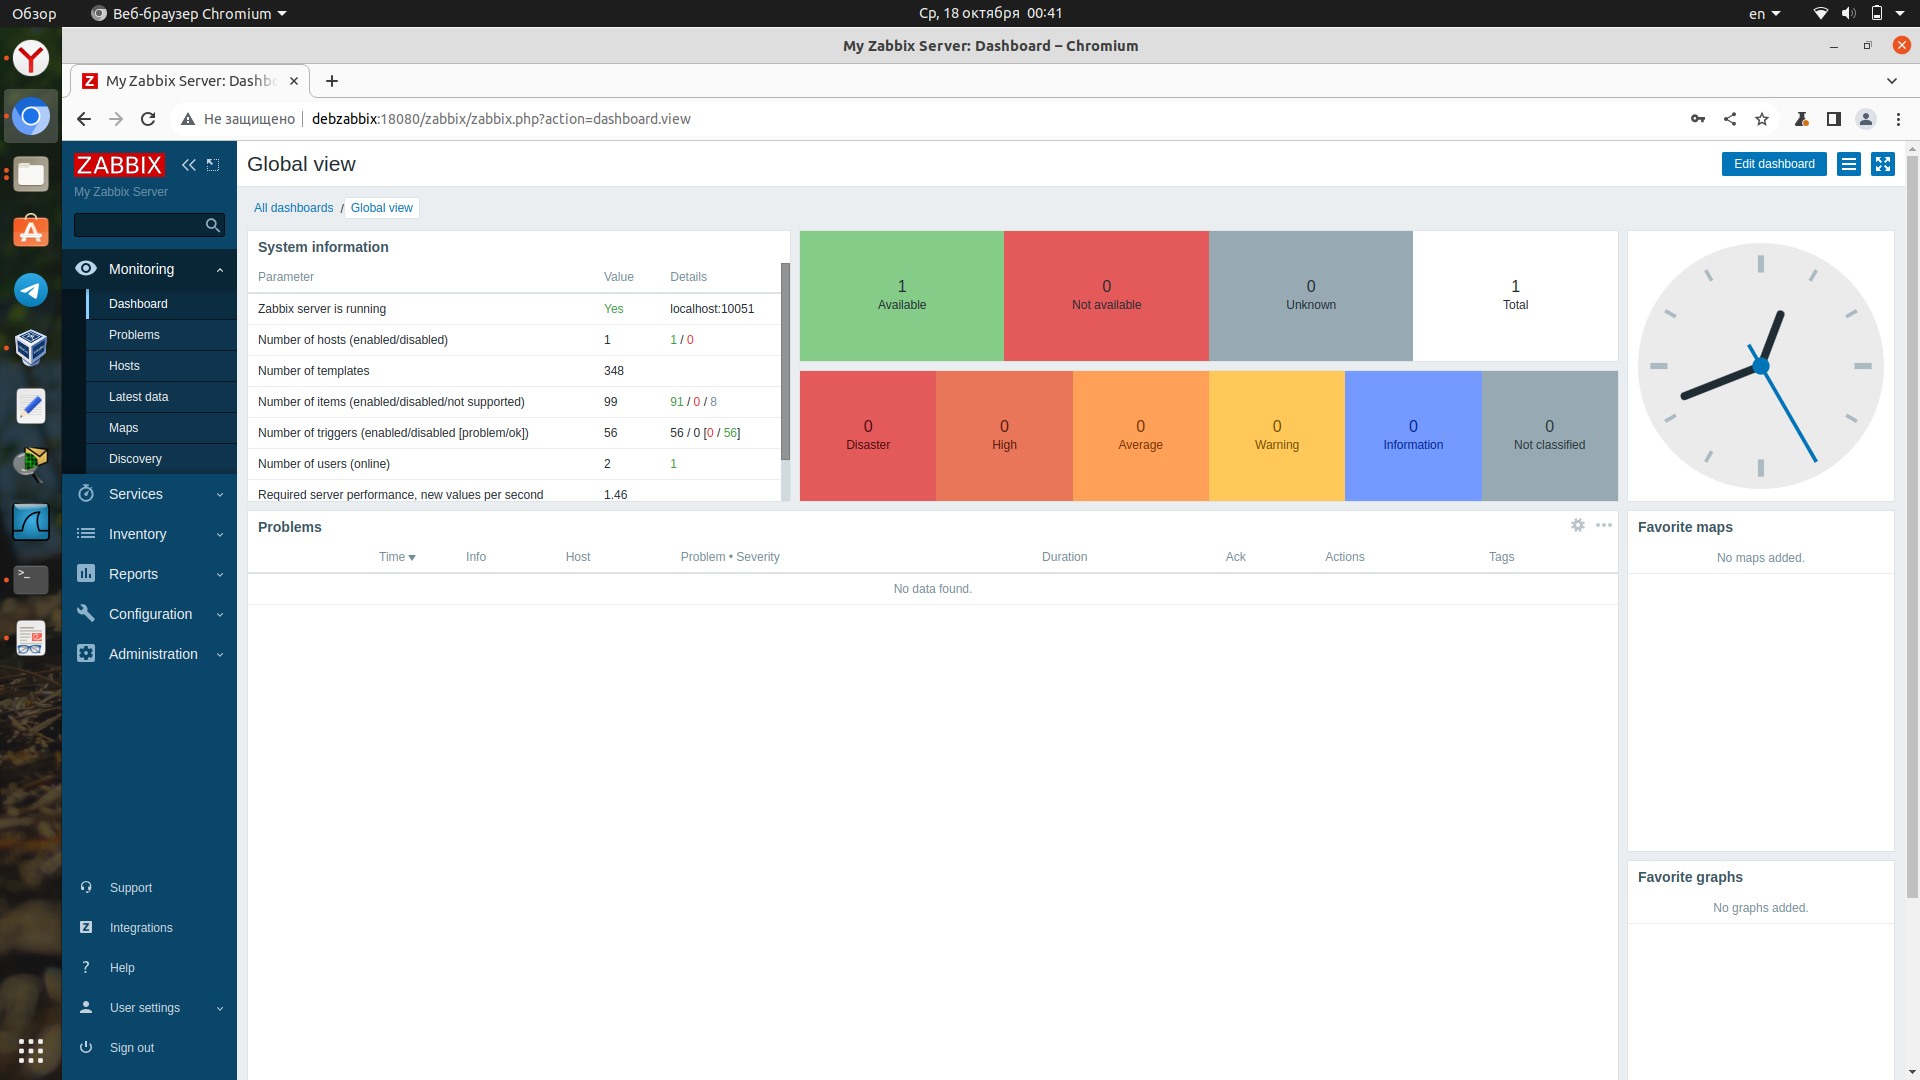 Обзор
Веб-браузер Chromium
Ср, 18 октября 00:41
en
My Zabbix Server: Dashboard – Chromium
My Zabbix Server: Dashb
Не защищено
debzabbix:18080/zabbix/zabbix.php?action=dashboard.view
ZABBIX
My Zabbix Server
Monitoring
Dashboard
Problems
Hosts
Latest data
Maps
Discovery
Services
Inventory
Reports
Configuration
Administration
Support
Integrations
Help
User settings
Sign out
Global view
Edit dashboard
All dashboards / Global view
System information
Parameter Value Details
Zabbix server is running Yes localhost:10051
Number of hosts (enabled/disabled) 1 1 / 0
Number of templates 348
Number of items (enabled/disabled/not supported) 99 91 / 0 / 8
Number of triggers (enabled/disabled [problem/ok]) 56 56 / 0 [0 / 56]
Number of users (online) 2 1
Required server performance, new values per second 1.46
1 Available
0 Not available
0 Unknown
1 Total
0 Disaster
0 High
0 Average
0 Warning
0 Information
0 Not classified
Problems
Time Info Host Problem • Severity Duration Ack Actions Tags
No data found.
Favorite maps
No maps added.
Favorite graphs
No graphs added.